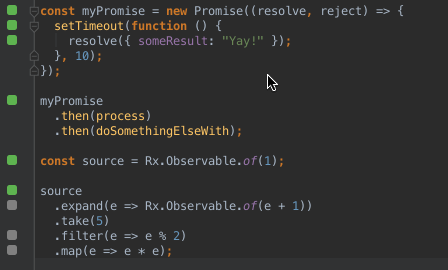 const myPromise = new Promise((resolve, reject) => {
  setTimeout(function () {
    resolve({ someResult: "Yay!" });
  }, 10);
});

myPromise
  .then(process)
  .then(doSomethingElseWith);

const source = Rx.Observable.of(1);

source
  .expand(e => Rx.Observable.of(e + 1))
  .take(5)
  .filter(e => e % 2)
  .map(e => e * e);